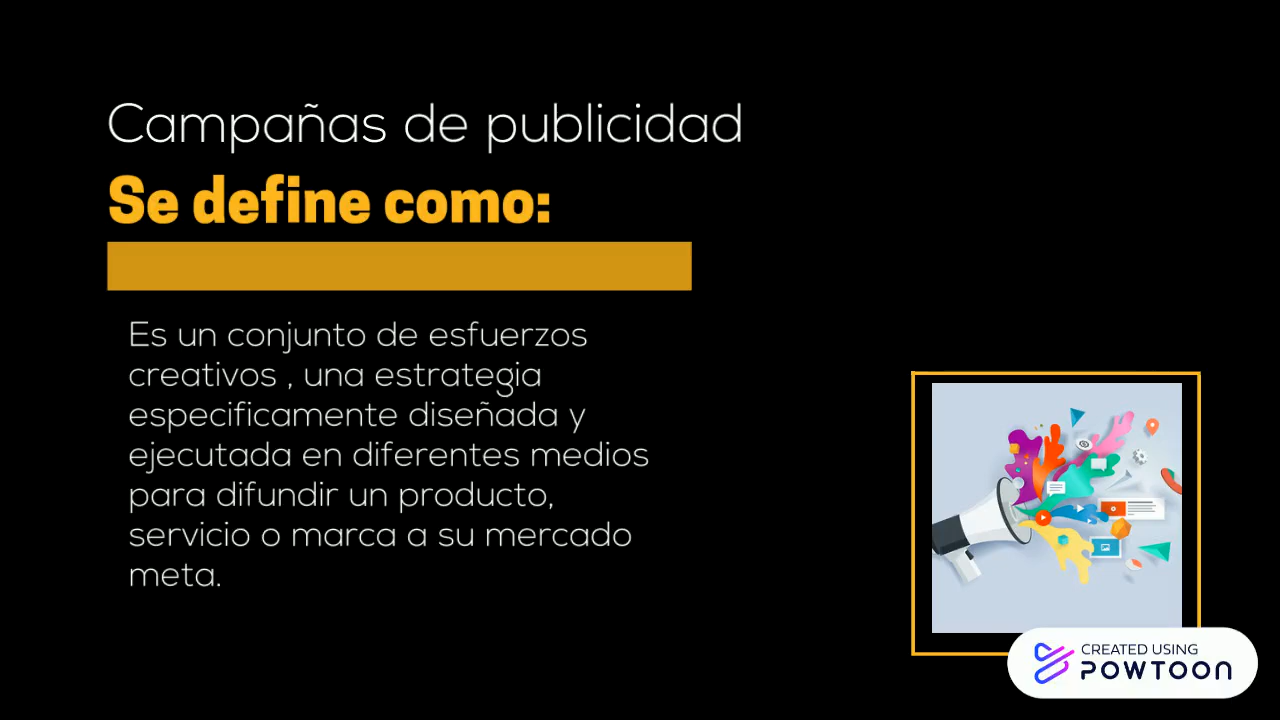 Campañas de publicidad
Se define como:
Es un conjunto de esfuerzos
creativos , una estrategia
especificamente diseñada y
ejecutada en diferentes medios
para difundir un producto,
servicio o marca a su mercado
meta.
CREATED USING
POWTOON